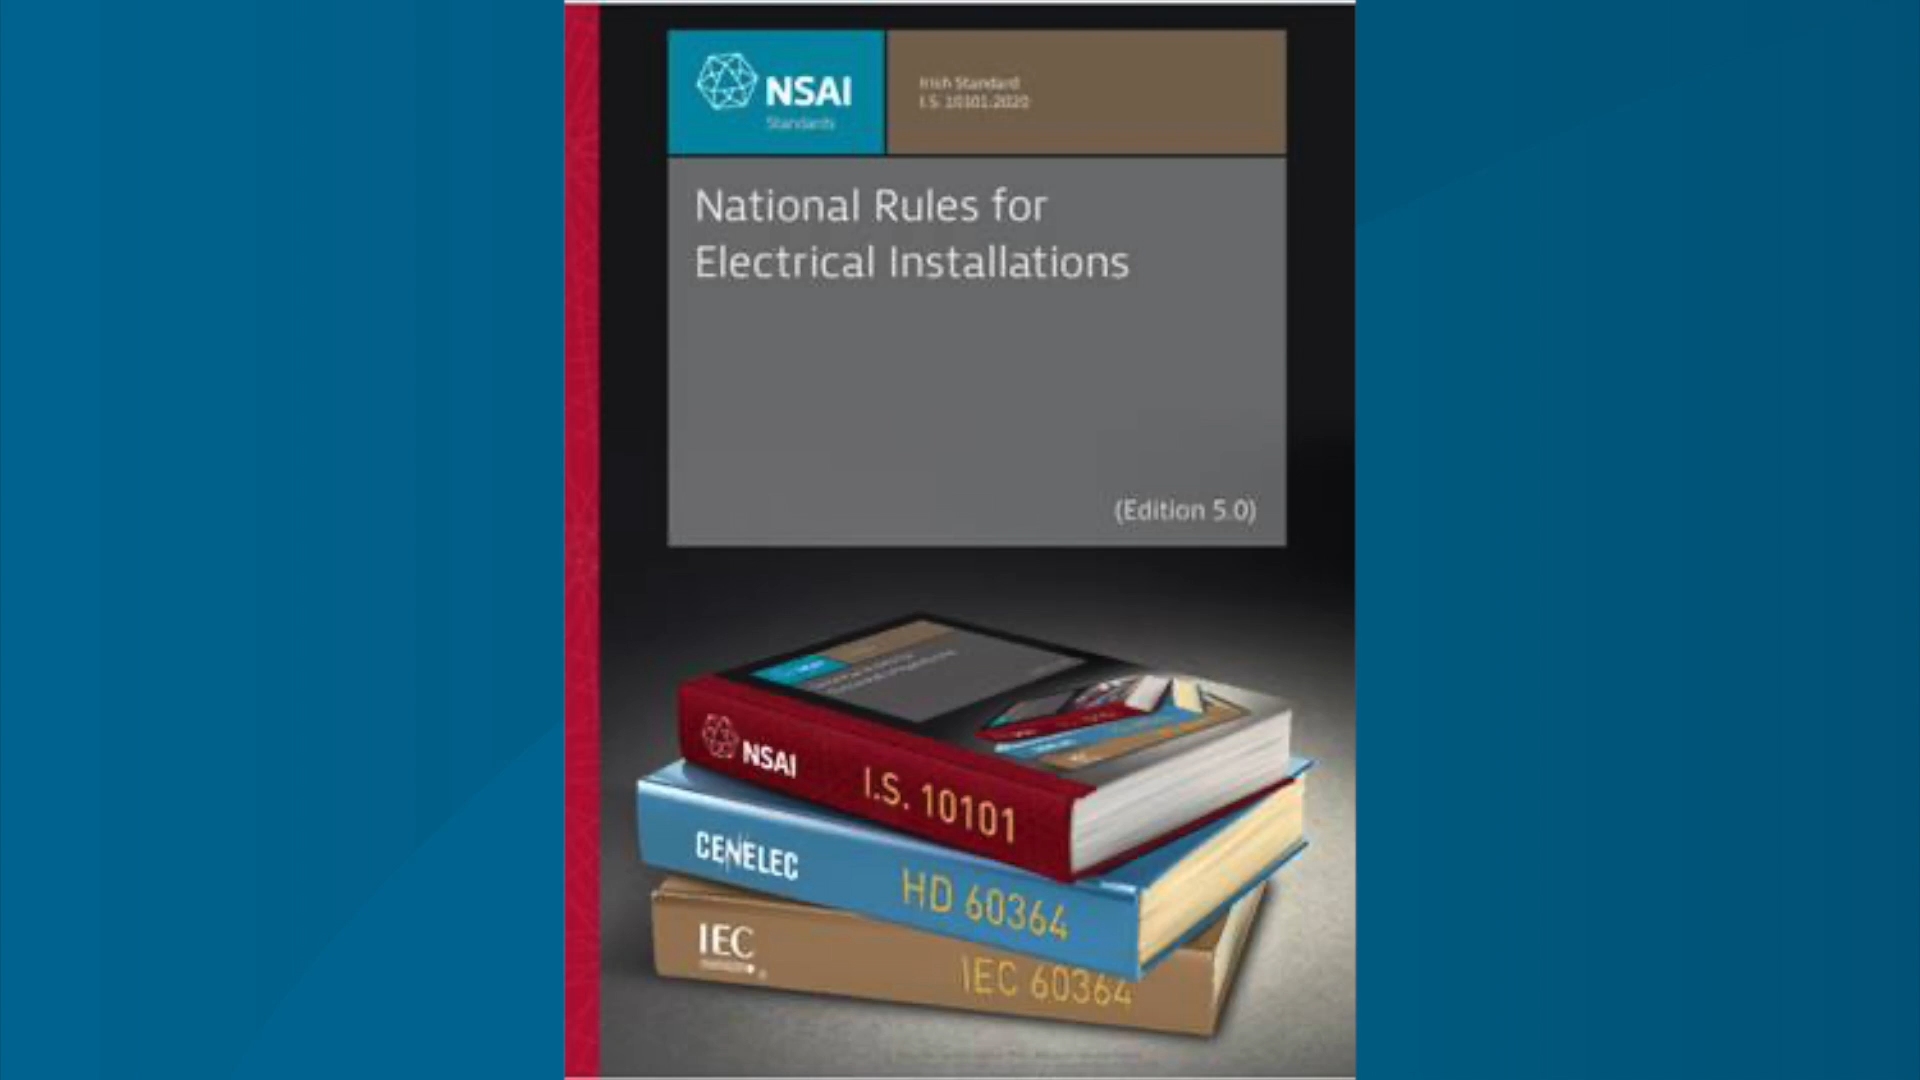 NSAI
Standards
Irish Standard
I.S. 10101:2020
National Rules for
Electrical Installations
(Edition 5.0)
NSAI
I.S. 10101
CENELEC
HD 60364
IEC
IEC 60364